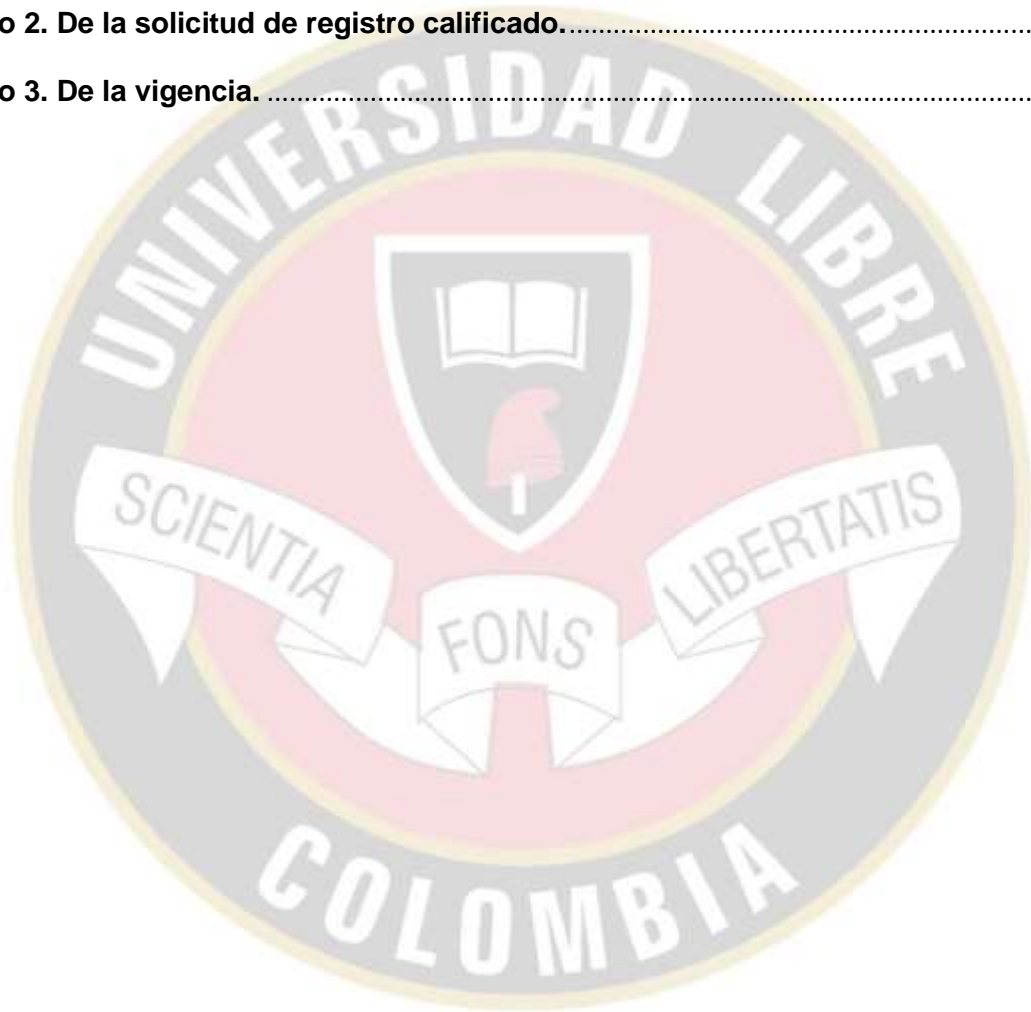 o 2. De la solicitud de registro calificado.....................................................................
o 3. De la vigencia. ........................................................................................................
UNIVERSIDAD LIBRE
SCIENTIA FONS LIBERTATIS
COLOMBIA